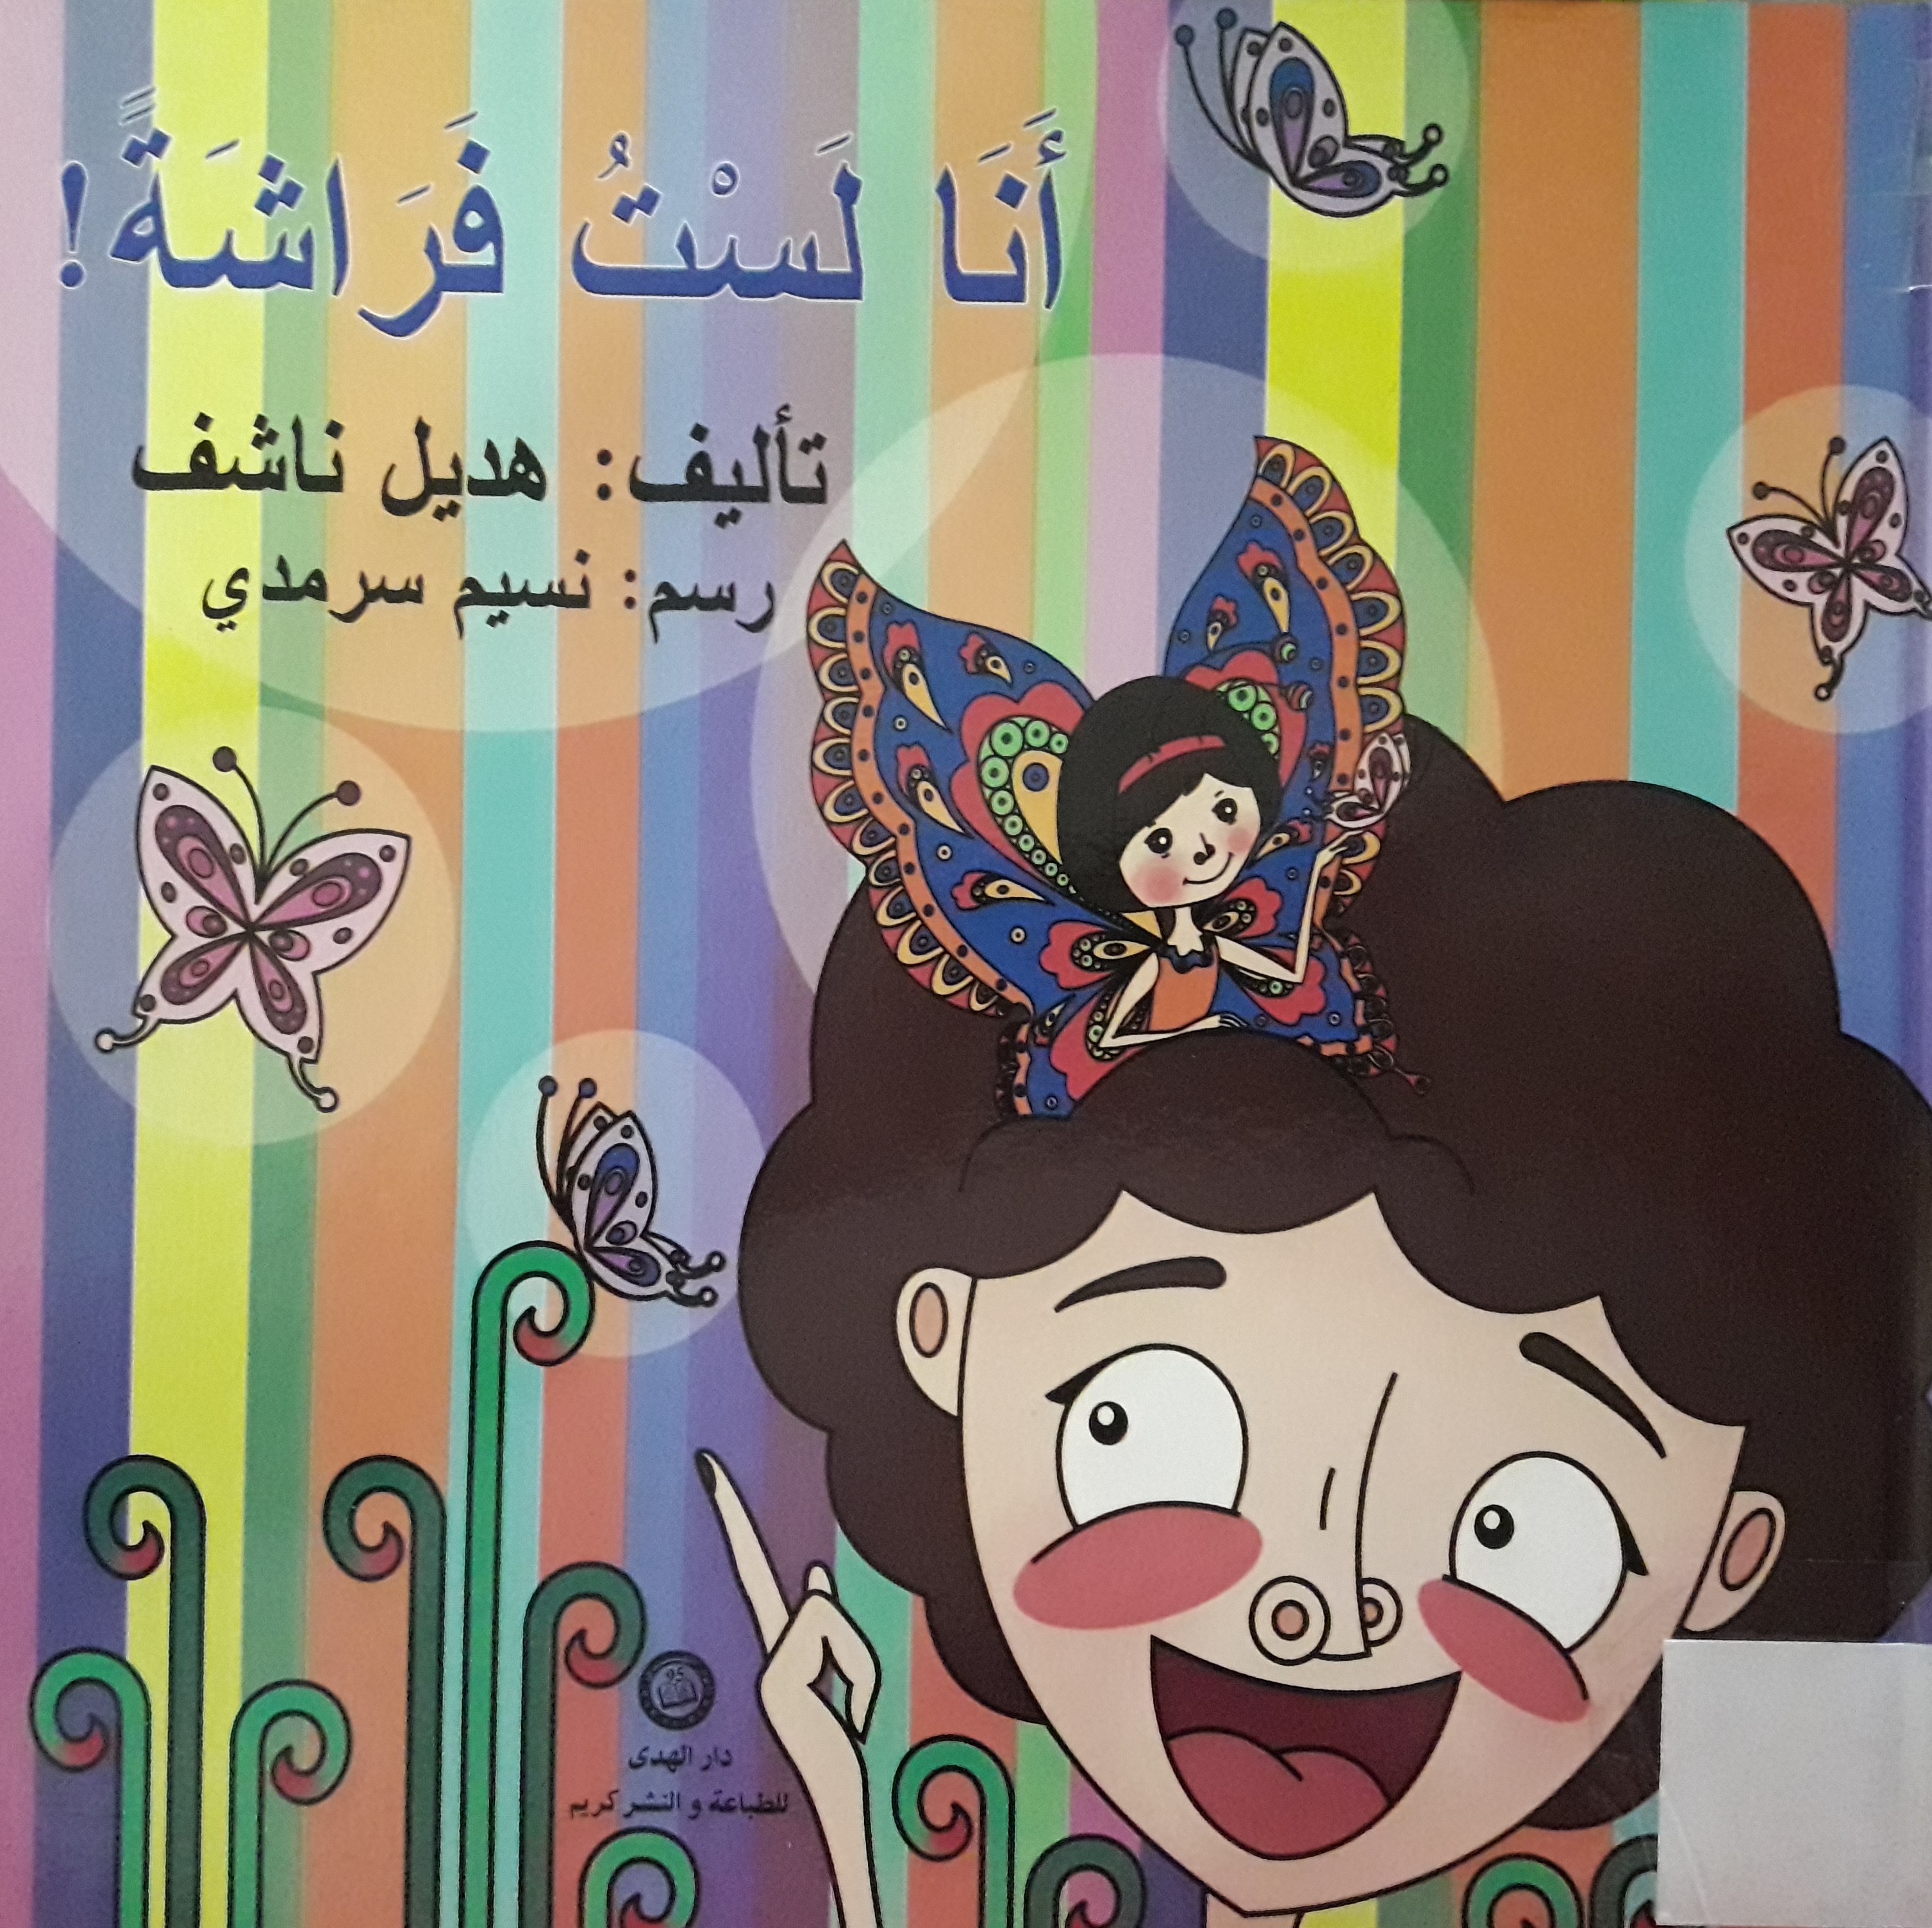 أَنَا لَسْتُ فَرَاشَةً!
تأليف: هديل ناشف
رسم: نسيم سرمدي
دار الهدى
للطباعة و النشر كريم